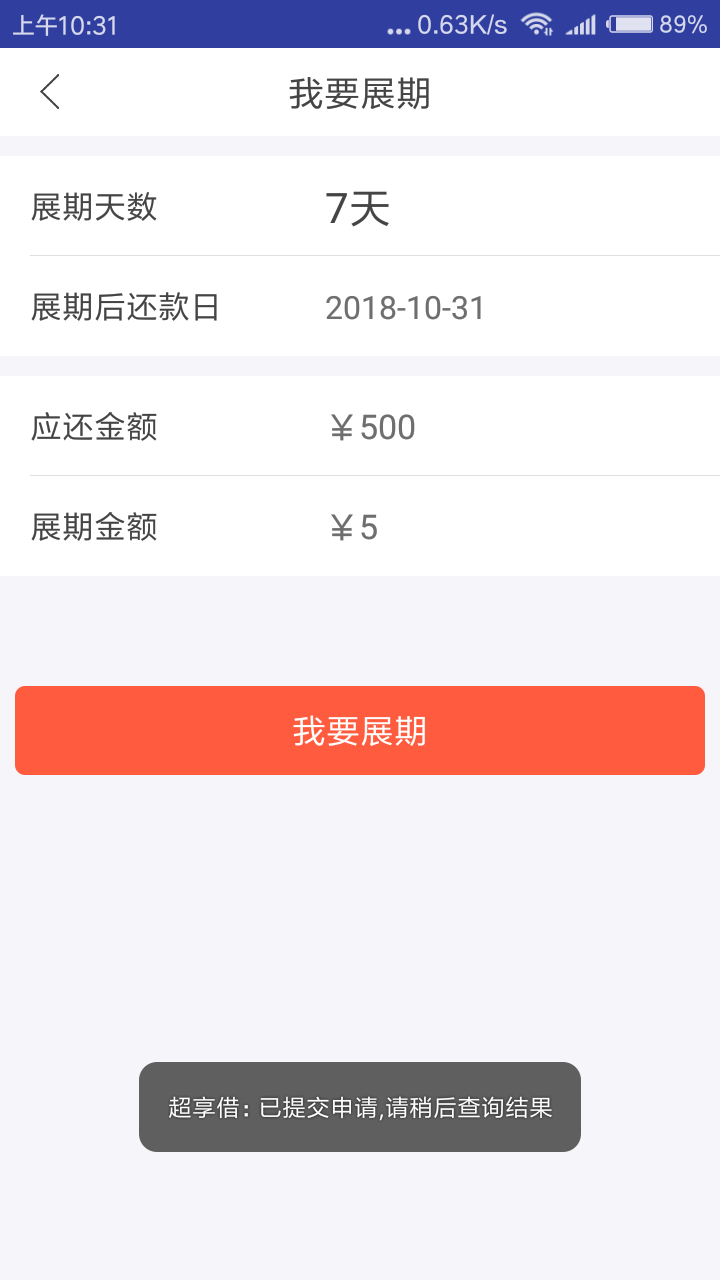 上午10:31 ... 0.63K/s 89%
我要展期
展期天数 7天
展期后还款日 2018-10-31
应还金额 ￥500
展期金额 ￥5
我要展期
超享借：已提交申请,请稍后查询结果